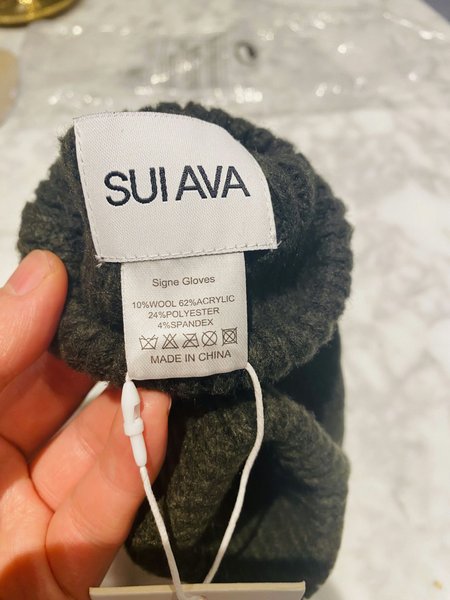 SUI AVA
Signe Gloves
10%WOOL 62%ACRYLIC
24%POLYESTER
4%SPANDEX
MADE IN CHINA